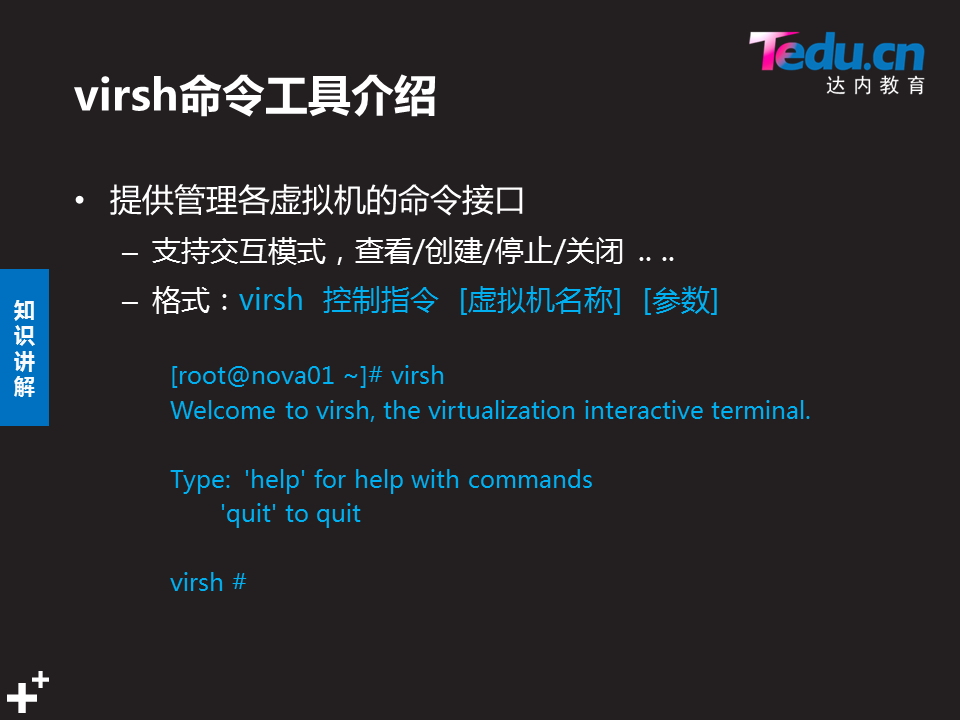 Tedu.cn
达内教育
virsh命令工具介绍
• 提供管理各虚拟机的命令接口
– 支持交互模式，查看/创建/停止/关闭 .. ..
– 格式：virsh 控制指令 [虚拟机名称] [参数]
知识讲解
[root@nova01 ~]# virsh
Welcome to virsh, the virtualization interactive terminal.
Type: 'help' for help with commands
'quit' to quit
virsh #